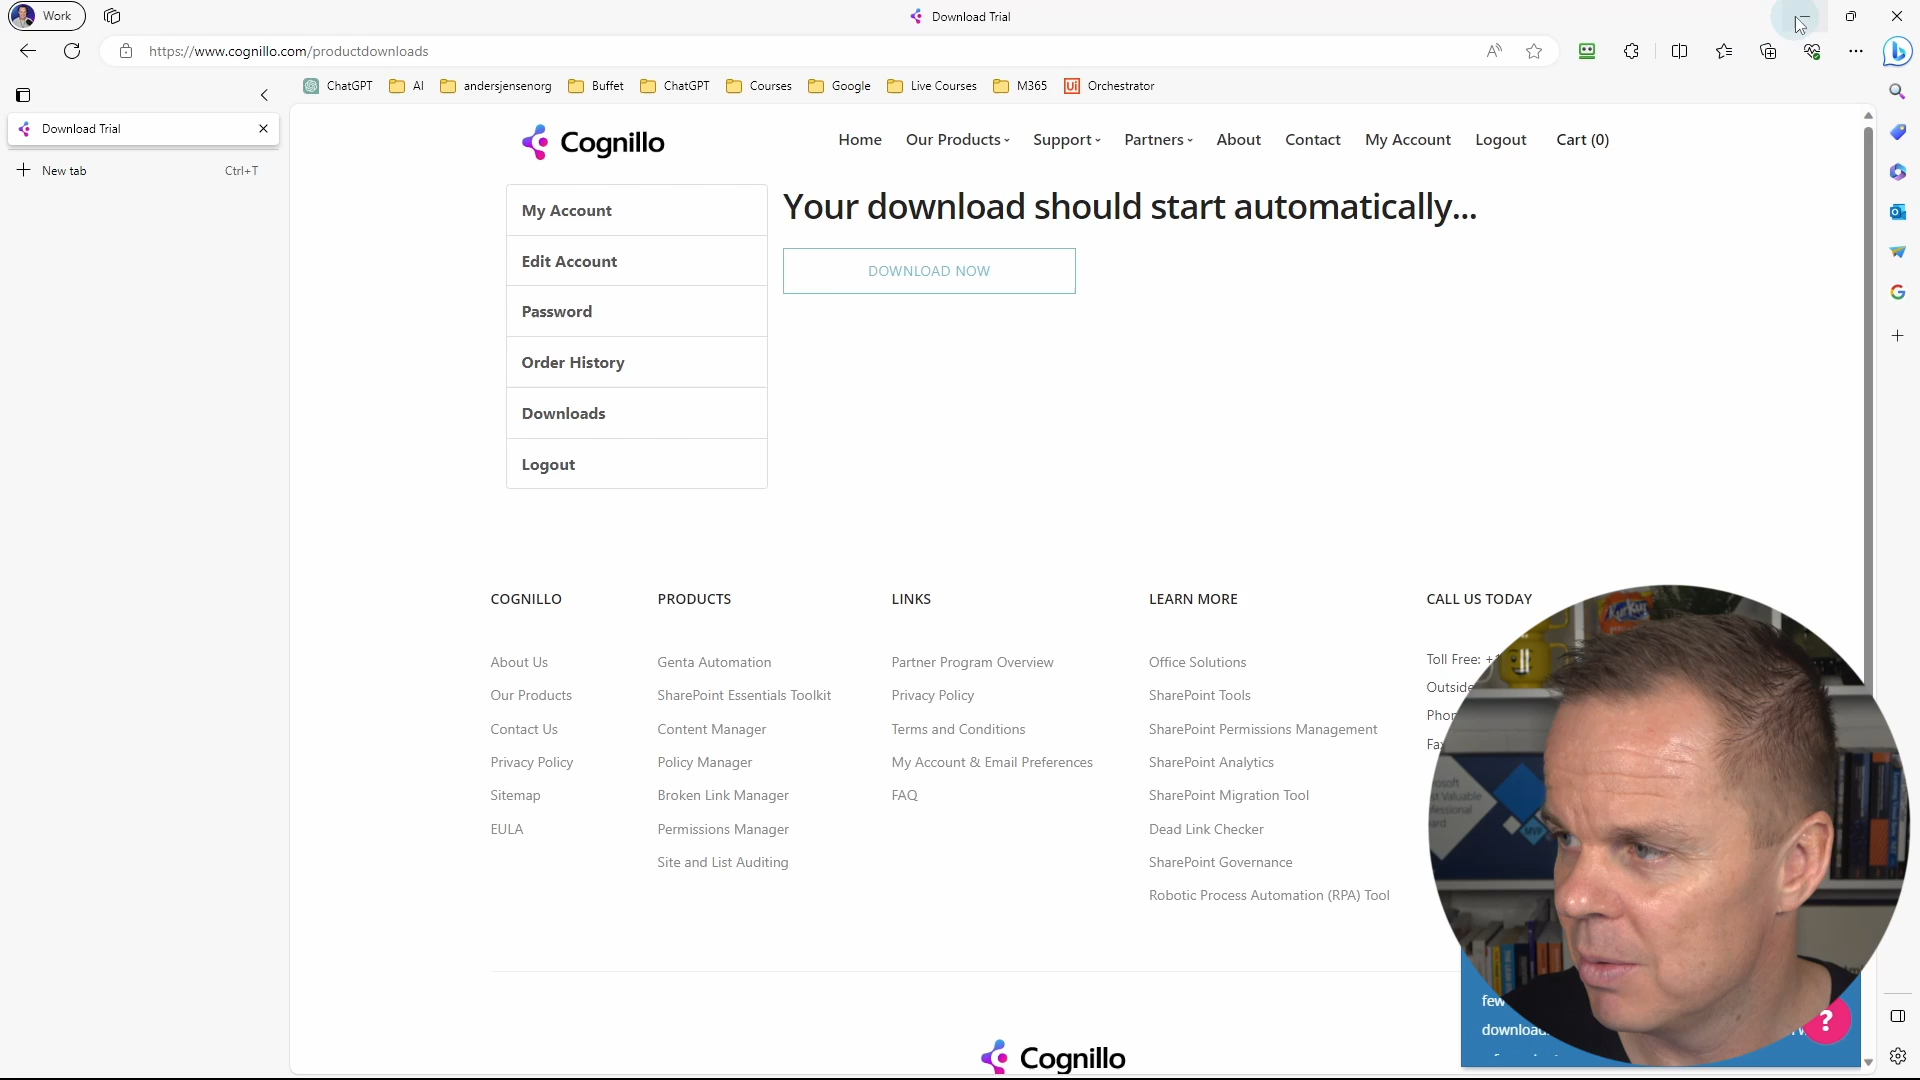 Work
Download Trial
https://www.cognillo.com/productdownloads
ChatGPT
AI
andersjensenorg
Buffet
ChatGPT
Courses
Google
Live Courses
M365
Ui Orchestrator
Download Trial
New tab
Ctrl+T
Cognillo
Home
Our Products
Support
Partners
About
Contact
My Account
Logout
Cart (0)
My Account
Edit Account
Password
Order History
Downloads
Logout
Your download should start automatically...
DOWNLOAD NOW
COGNILLO
About Us
Our Products
Contact Us
Privacy Policy
Sitemap
EULA
PRODUCTS
Genta Automation
SharePoint Essentials Toolkit
Content Manager
Policy Manager
Broken Link Manager
Permissions Manager
Site and List Auditing
LINKS
Partner Program Overview
Privacy Policy
Terms and Conditions
My Account & Email Preferences
FAQ
LEARN MORE
Office Solutions
SharePoint Tools
SharePoint Permissions Management
SharePoint Analytics
SharePoint Migration Tool
Dead Link Checker
SharePoint Governance
Robotic Process Automation (RPA) Tool
CALL US TODAY
Toll Free:
few
?
Cognillo